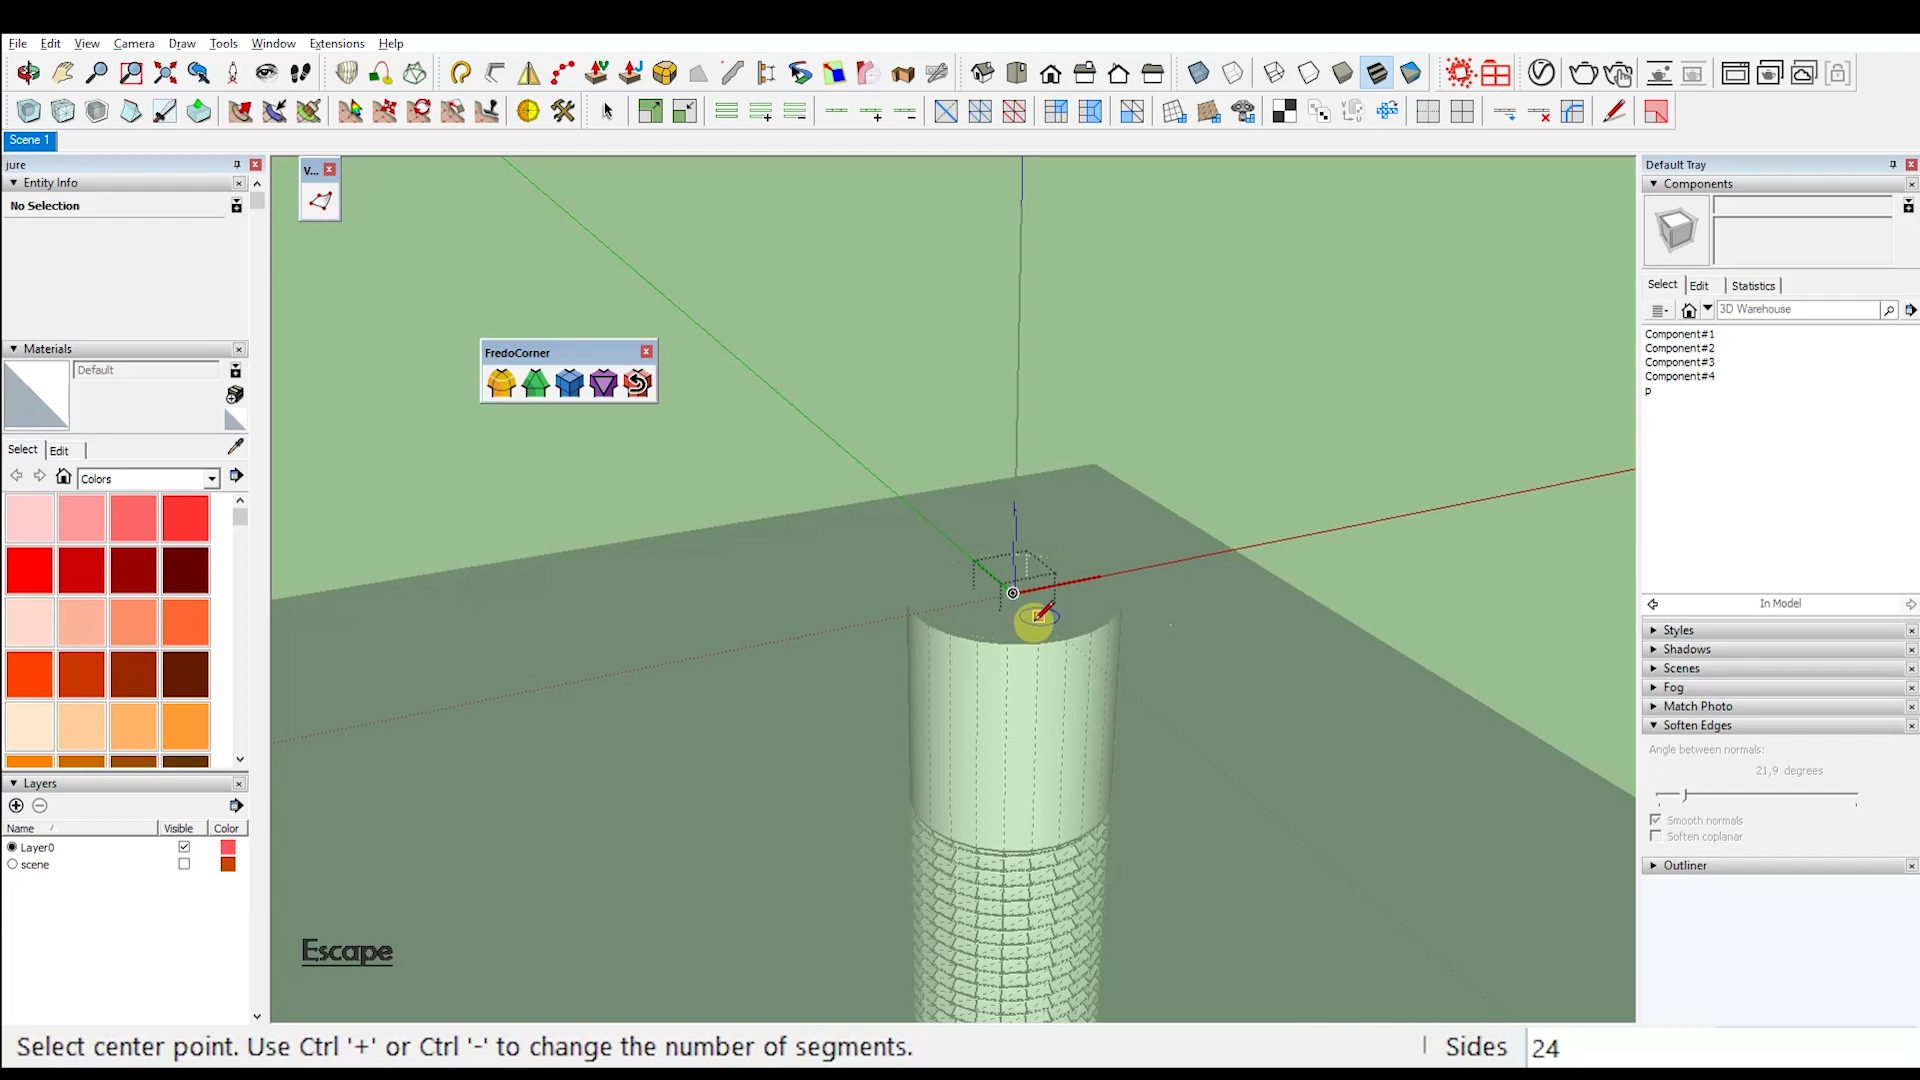 File Edit View Camera Draw Tools Window Extensions Help
Scene 1
jure
Entity Info
No Selection
Materials
Default
Select Edit
Colors
Layers
Name Visible Color
Layer0
scene
V...
FredoCorner
Escape
Default Tray
Components
Select Edit Statistics
3D Warehouse
Component#1
Component#2
Component#3
Component#4
p
In Model
Styles
Shadows
Scenes
Fog
Match Photo
Soften Edges
Angle between normals:
21,9 degrees
Smooth normals
Soften coplanar
Outliner
Select center point. Use Ctrl '+' or Ctrl '-' to change the number of segments.
Sides 24